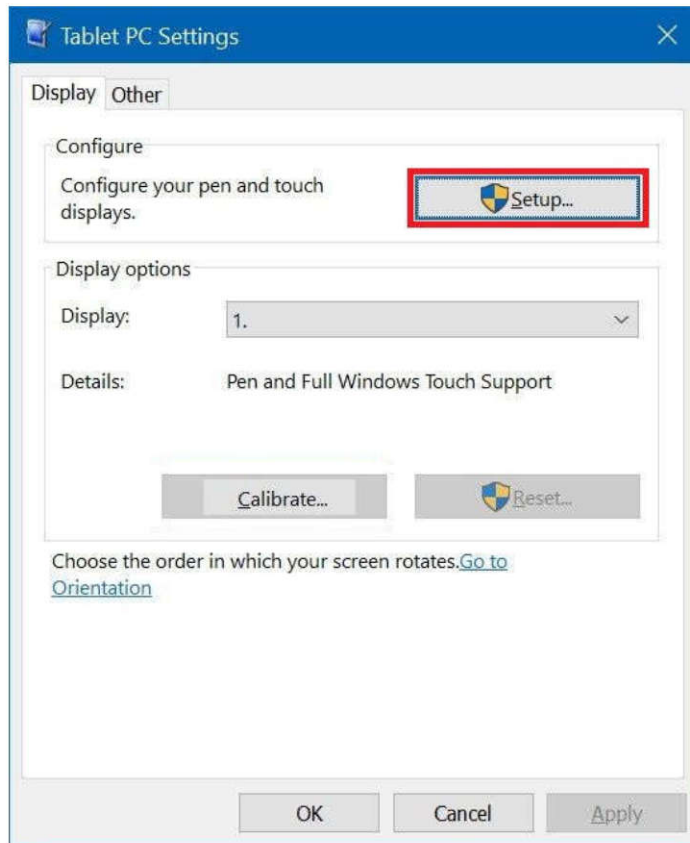 Tablet PC Settings
Display Other
Configure
Configure your pen and touch
displays.
Setup...
Display options
Display: 1.
Details: Pen and Full Windows Touch Support
Calibrate... Reset...
Choose the order in which your screen rotates.Go to
Orientation
OK Cancel Apply